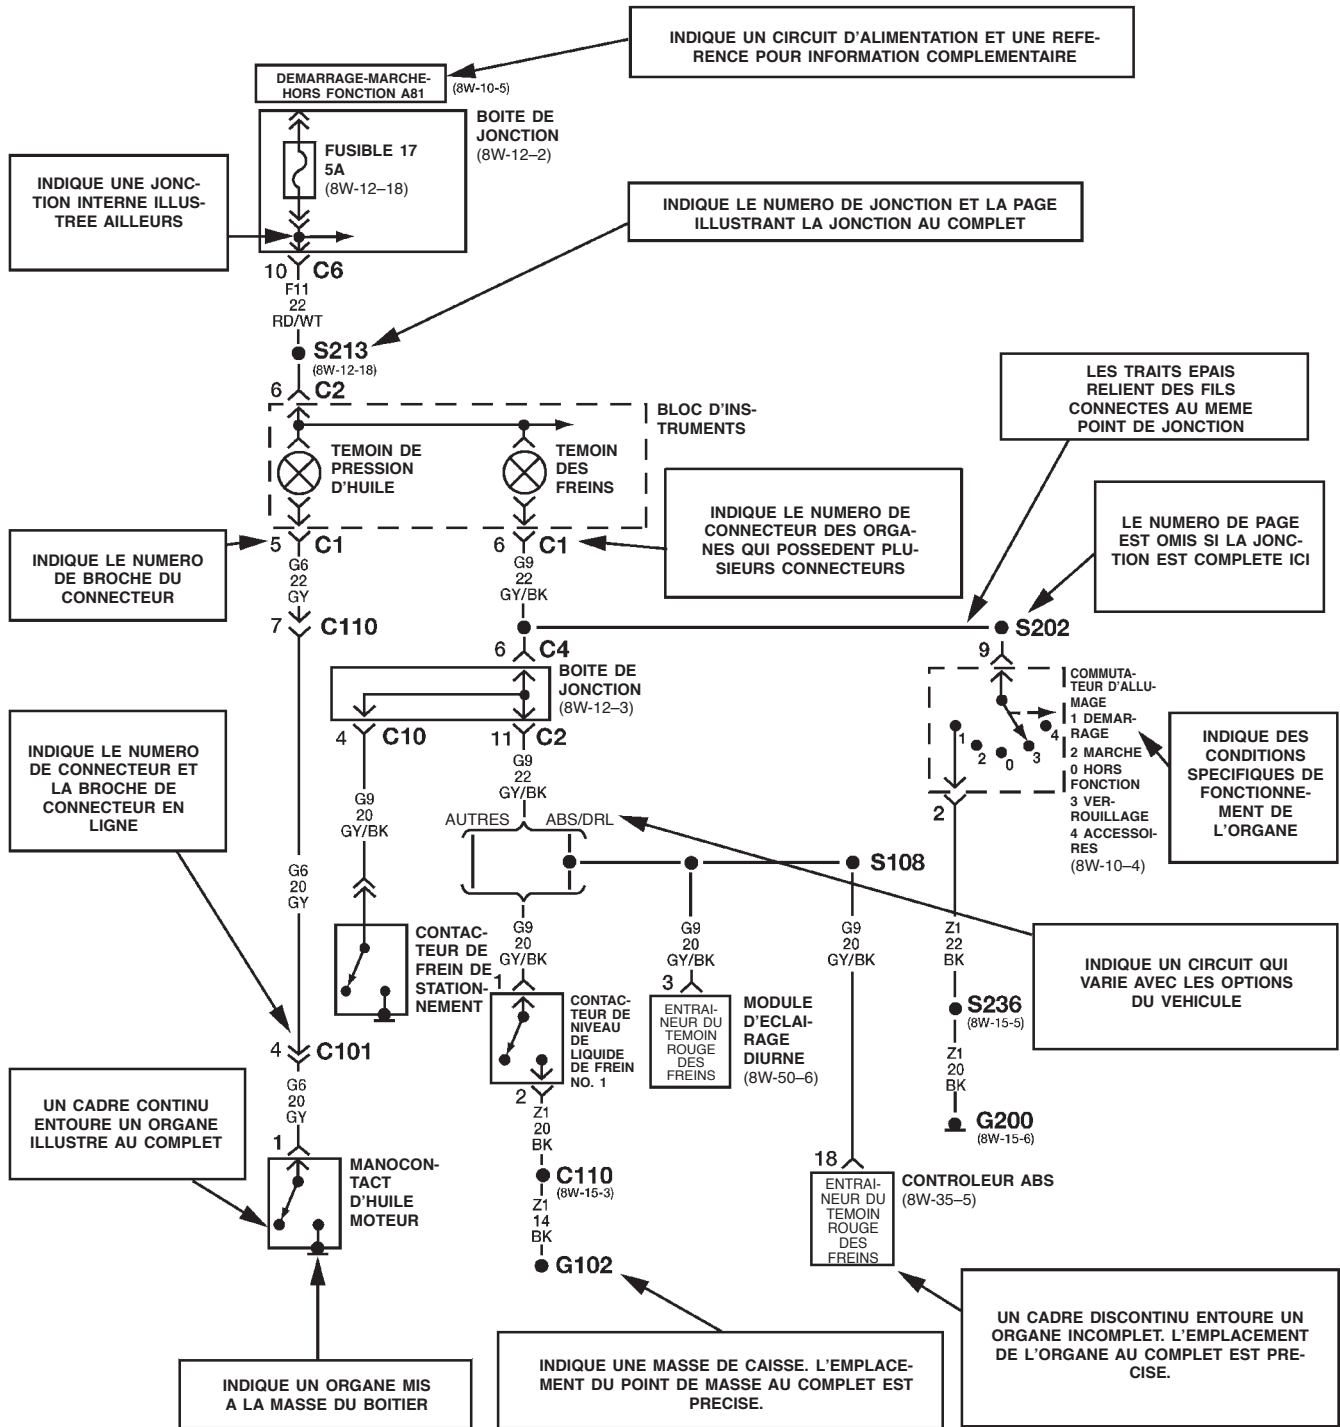 INDIQUE UN CIRCUIT D'ALIMENTATION ET UNE REFE-
RENCE POUR INFORMATION COMPLEMENTAIRE
DEMARRAGE-MARCHE-
HORS FONCTION A81
(8W-10-5)
BOITE DE
JONCTION
(8W-12–2)
FUSIBLE 17
5A
(8W-12–18)
INDIQUE UNE JONC-
TION INTERNE ILLUS-
TREE AILLEURS
INDIQUE LE NUMERO DE JONCTION ET LA PAGE
ILLUSTRANT LA JONCTION AU COMPLET
10 C6
F11
22
RD/WT
S213
(8W-12-18)
6 C2
LES TRAITS EPAIS
RELIENT DES FILS
CONNECTES AU MEME
POINT DE JONCTION
BLOC D'INS-
TRUMENTS
TEMOIN DE
PRESSION
D'HUILE
TEMOIN
DES
FREINS
INDIQUE LE NUMERO DE
CONNECTEUR DES ORGA-
NES QUI POSSEDENT PLU-
SIEURS CONNECTEURS
LE NUMERO DE PAGE
EST OMIS SI LA JONC-
TION EST COMPLETE ICI
INDIQUE LE NUMERO
DE BROCHE DU
CONNECTEUR
5 C1
G6
22
GY
6 C1
G9
22
GY/BK
7 C110
S202
6 C4
9
BOITE DE
JONCTION
(8W-12–3)
COMMUTA-
TEUR D'ALLU-
MAGE
1 DEMAR-
RAGE
2 MARCHE
0 HORS
FONCTION
3 VER-
ROUILLAGE
4 ACCESSOI-
RES
(8W-10–4)
1
2
0
3
4
2
INDIQUE DES
CONDITIONS
SPECIFIQUES DE
FONCTIONNE-
MENT DE
L'ORGANE
INDIQUE LE NUMERO
DE CONNECTEUR ET
LA BROCHE DE
CONNECTEUR EN
LIGNE
4 C10
11 C2
G9
22
GY/BK
G9
20
GY/BK
AUTRES
ABS/DRL
S108
G6
20
GY
CONTAC-
TEUR DE
FREIN DE
STATION-
NEMENT
G9
20
GY/BK
G9
20
GY/BK
G9
20
GY/BK
Z1
22
BK
INDIQUE UN CIRCUIT QUI
VARIE AVEC LES OPTIONS
DU VEHICULE
1
CONTAC-
TEUR DE
NIVEAU
DE
LIQUIDE
DE FREIN
NO. 1
3
ENTRAI-
NEUR DU
TEMOIN
ROUGE
DES
FREINS
MODULE
D'ECLAI-
RAGE
DIURNE
(8W-50–6)
S236
(8W-15-5)
Z1
20
BK
G200
(8W-15-6)
4 C101
G6
20
GY
UN CADRE CONTINU
ENTOURE UN ORGANE
ILLUSTRE AU COMPLET
1
MANOCON-
TACT
D'HUILE
MOTEUR
2
Z1
20
BK
C110
(8W-15-3)
Z1
14
BK
G102
18
ENTRAI-
NEUR DU
TEMOIN
ROUGE
DES
FREINS
CONTROLEUR ABS
(8W-35–5)
INDIQUE UN ORGANE MIS
A LA MASSE DU BOITIER
INDIQUE UNE MASSE DE CAISSE. L'EMPLACE-
MENT DU POINT DE MASSE AU COMPLET EST
PRECISE.
UN CADRE DISCONTINU ENTOURE UN
ORGANE INCOMPLET. L'EMPLACEMENT
DE L'ORGANE AU COMPLET EST PRE-
CISE.